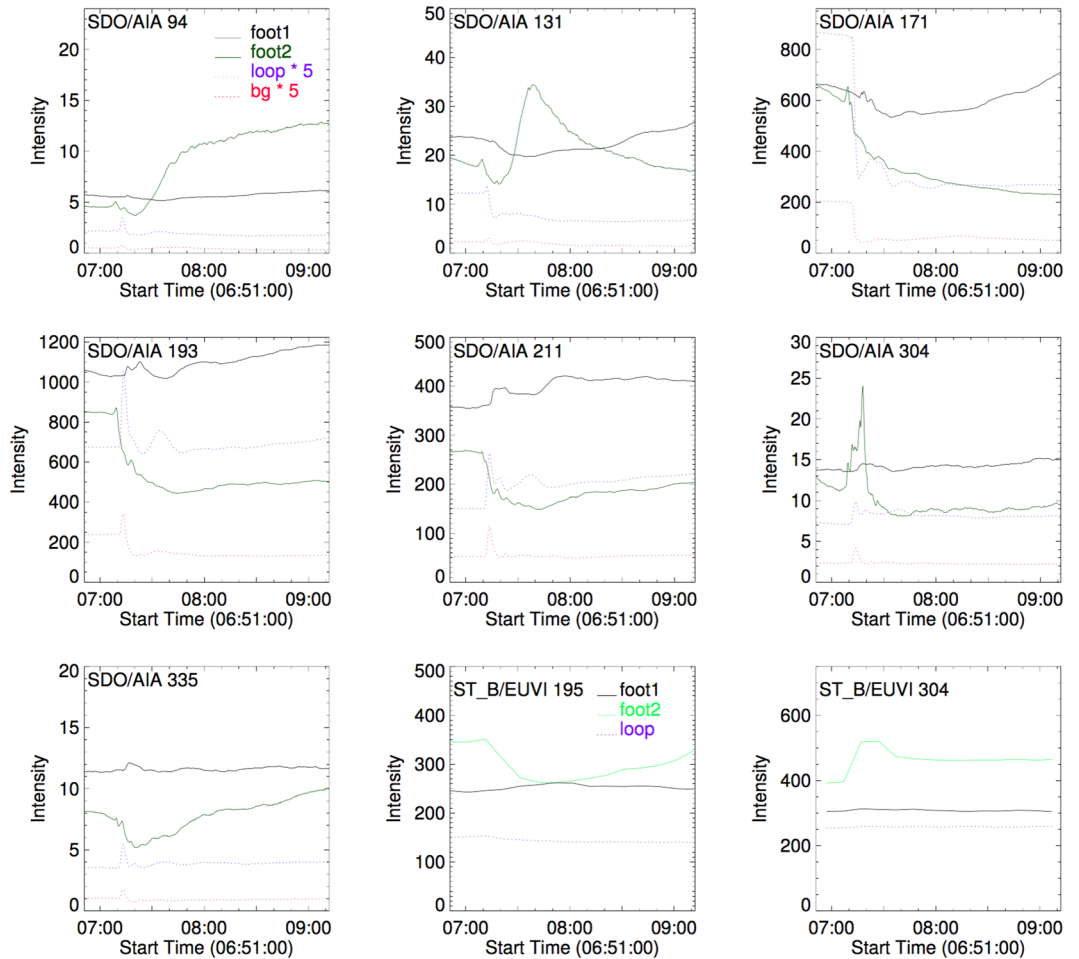 SDO/AIA 94
foot1
foot2
loop * 5
bg * 5
Intensity
20
15
10
5
0
07:00 08:00 09:00
Start Time (06:51:00)
SDO/AIA 131
Intensity
50
40
30
20
10
0
07:00 08:00 09:00
Start Time (06:51:00)
SDO/AIA 171
Intensity
800
600
400
200
0
07:00 08:00 09:00
Start Time (06:51:00)
SDO/AIA 193
Intensity
1200
1000
800
600
400
200
0
07:00 08:00 09:00
Start Time (06:51:00)
SDO/AIA 211
Intensity
500
400
300
200
100
0
07:00 08:00 09:00
Start Time (06:51:00)
SDO/AIA 304
Intensity
30
25
20
15
10
5
0
07:00 08:00 09:00
Start Time (06:51:00)
SDO/AIA 335
Intensity
20
15
10
5
0
07:00 08:00 09:00
Start Time (06:51:00)
ST_B/EUVI 195
foot1
foot2
loop
Intensity
500
400
300
200
100
0
07:00 08:00 09:00
Start Time (06:51:00)
ST_B/EUVI 304
Intensity
600
400
200
0
07:00 08:00 09:00
Start Time (06:51:00)